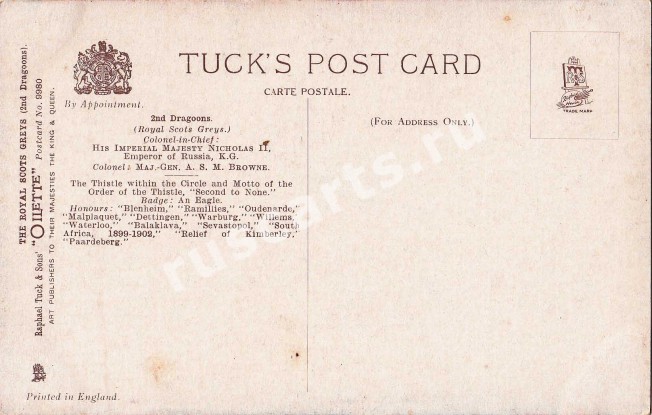 TUCK'S POST CARD
CARTE POSTALE.
(FOR ADDRESS ONLY.)
TRADE MARK
By Appointment.
2nd Dragoons.
(Royal Scots Greys.)
Colonel-in-Chief:
HIS IMPERIAL MAJESTY NICHOLAS II,
Emperor of Russia, K.G.
Colonel: MAJ.-GEN. A. S. M. BROWNE.
The Thistle within the Circle and Motto of the
Order of the Thistle, "Second to None."
Badge: An Eagle.
Honours: "Blenheim," "Ramillies," "Oudenarde,"
"Malplaquet," "Dettingen," "Warburg," "Willems,"
"Waterloo," "Balaklava," "Sevastopol," "South
Africa, 1899-1902," "Relief of Kimberley,"
"Paardeberg."
THE ROYAL SCOTS GREYS (2nd Dragoons).
Raphael Tuck & Sons' "OILETTE" Postcard No. 9980
ART PUBLISHERS TO THEIR MAJESTIES THE KING & QUEEN.
Printed in England.